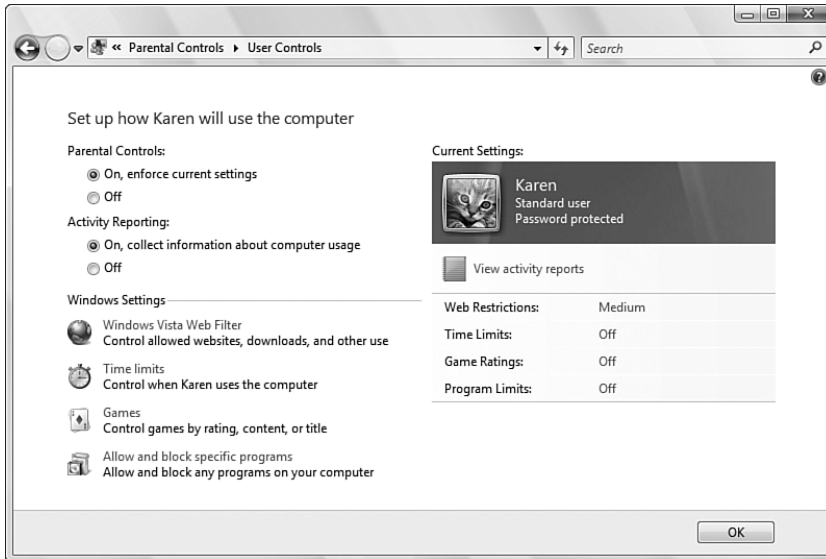 « Parental Controls ▸ User Controls
Search
Set up how Karen will use the computer
Parental Controls:
On, enforce current settings
Off
Activity Reporting:
On, collect information about computer usage
Off
Windows Settings
Windows Vista Web Filter
Control allowed websites, downloads, and other use
Time limits
Control when Karen uses the computer
Games
Control games by rating, content, or title
Allow and block specific programs
Allow and block any programs on your computer
Current Settings:
Karen
Standard user
Password protected
View activity reports
Web Restrictions: Medium
Time Limits: Off
Game Ratings: Off
Program Limits: Off
OK